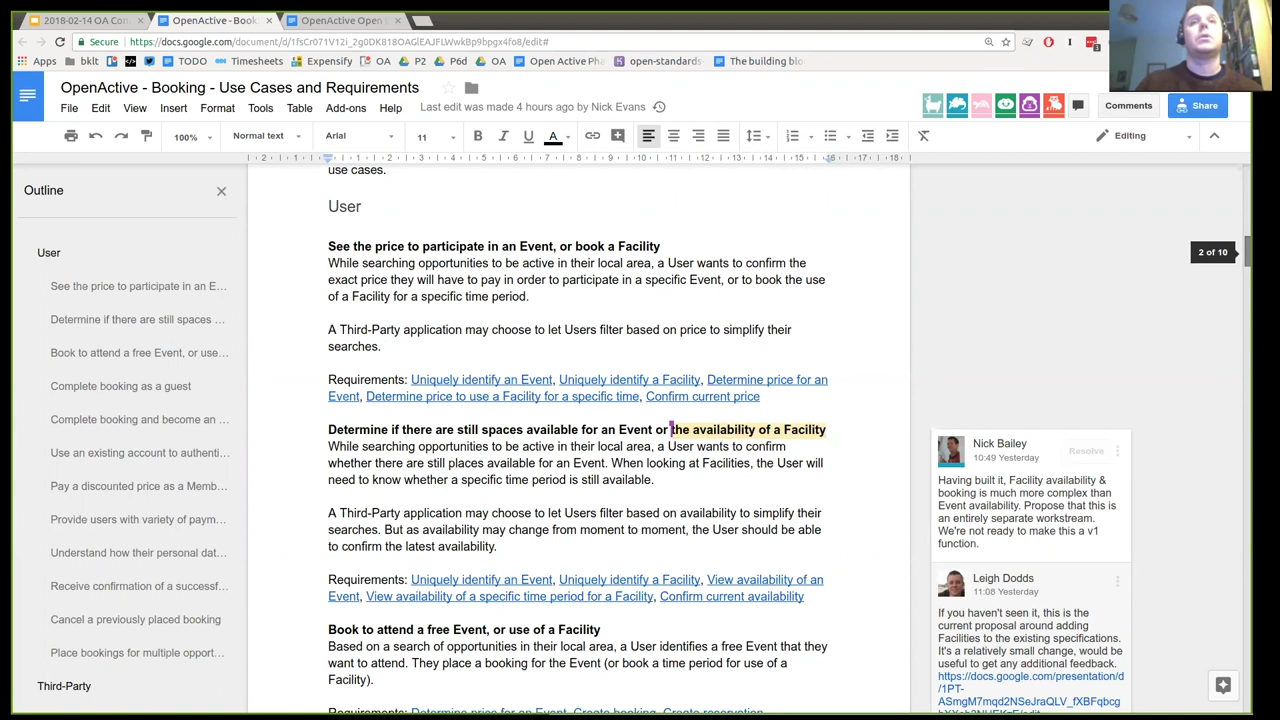 2018-02-14 OA Con
OpenActive - Book
OpenActive Open
Secure
https://docs.google.com/document/d/1fsCr071V12i_2g0DK818OAGlEAJFLWwkBp9bpgx4fo8/edit#
Apps
bklt
TODO
Timesheets
Expensify
OA
P2
P6d
OA
Open Active Ph
open-standards
The building blo
OpenActive - Booking - Use Cases and Requirements
File Edit View Insert Format Tools Table Add-ons Help
Last edit was made 4 hours ago by Nick Evans
Comments
Share
100%
Normal text
Arial
11
Editing
Outline
User
See the price to participate in an E...
Determine if there are still spaces ...
Book to attend a free Event, or use...
Complete booking as a guest
Complete booking and become an ...
Use an existing account to authenti...
Pay a discounted price as a Memb...
Provide users with variety of paym...
Understand how their personal dat...
Receive confirmation of a successf...
Cancel a previously placed booking
Place bookings for multiple opport...
Third-Party
use cases.
User
See the price to participate in an Event, or book a Facility
While searching opportunities to be active in their local area, a User wants to confirm the
exact price they will have to pay in order to participate in a specific Event, or to book the use
of a Facility for a specific time period.
A Third-Party application may choose to let Users filter based on price to simplify their
searches.
Requirements: Uniquely identify an Event, Uniquely identify a Facility, Determine price for an
Event, Determine price to use a Facility for a specific time, Confirm current price
Determine if there are still spaces available for an Event or the availability of a Facility
While searching opportunities to be active in their local area, a User wants to confirm
whether there are still places available for an Event. When looking at Facilities, the User will
need to know whether a specific time period is still available.
A Third-Party application may choose to let Users filter based on availability to simplify their
searches. But as availability may change from moment to moment, the User should be able
to confirm the latest availability.
Requirements: Uniquely identify an Event, Uniquely identify a Facility, View availability of an
Event, View availability of a specific time period for a Facility, Confirm current availability
Book to attend a free Event, or use of a Facility
Based on a search of opportunities in their local area, a User identifies a free Event that they
want to attend. They place a booking for the Event (or book a time period for use of a
Facility).
Requirements: Determine price for an Event, Create booking, Create reservation
2 of 10
Nick Bailey
10:49 Yesterday
Resolve
Having built it, Facility availability &
booking is much more complex than
Event availability. Propose that this is
an entirely separate workstream.
We're not ready to make this a v1
function.
Leigh Dodds
11:08 Yesterday
If you haven't seen it, this is the
current proposal around adding
Facilities to the existing specifications.
It's a relatively small change, would be
useful to get any additional feedback.
https://docs.google.com/presentation/d
/1PT-
ASmgM7mqd2NSeJraQLV_fXBFqbcg